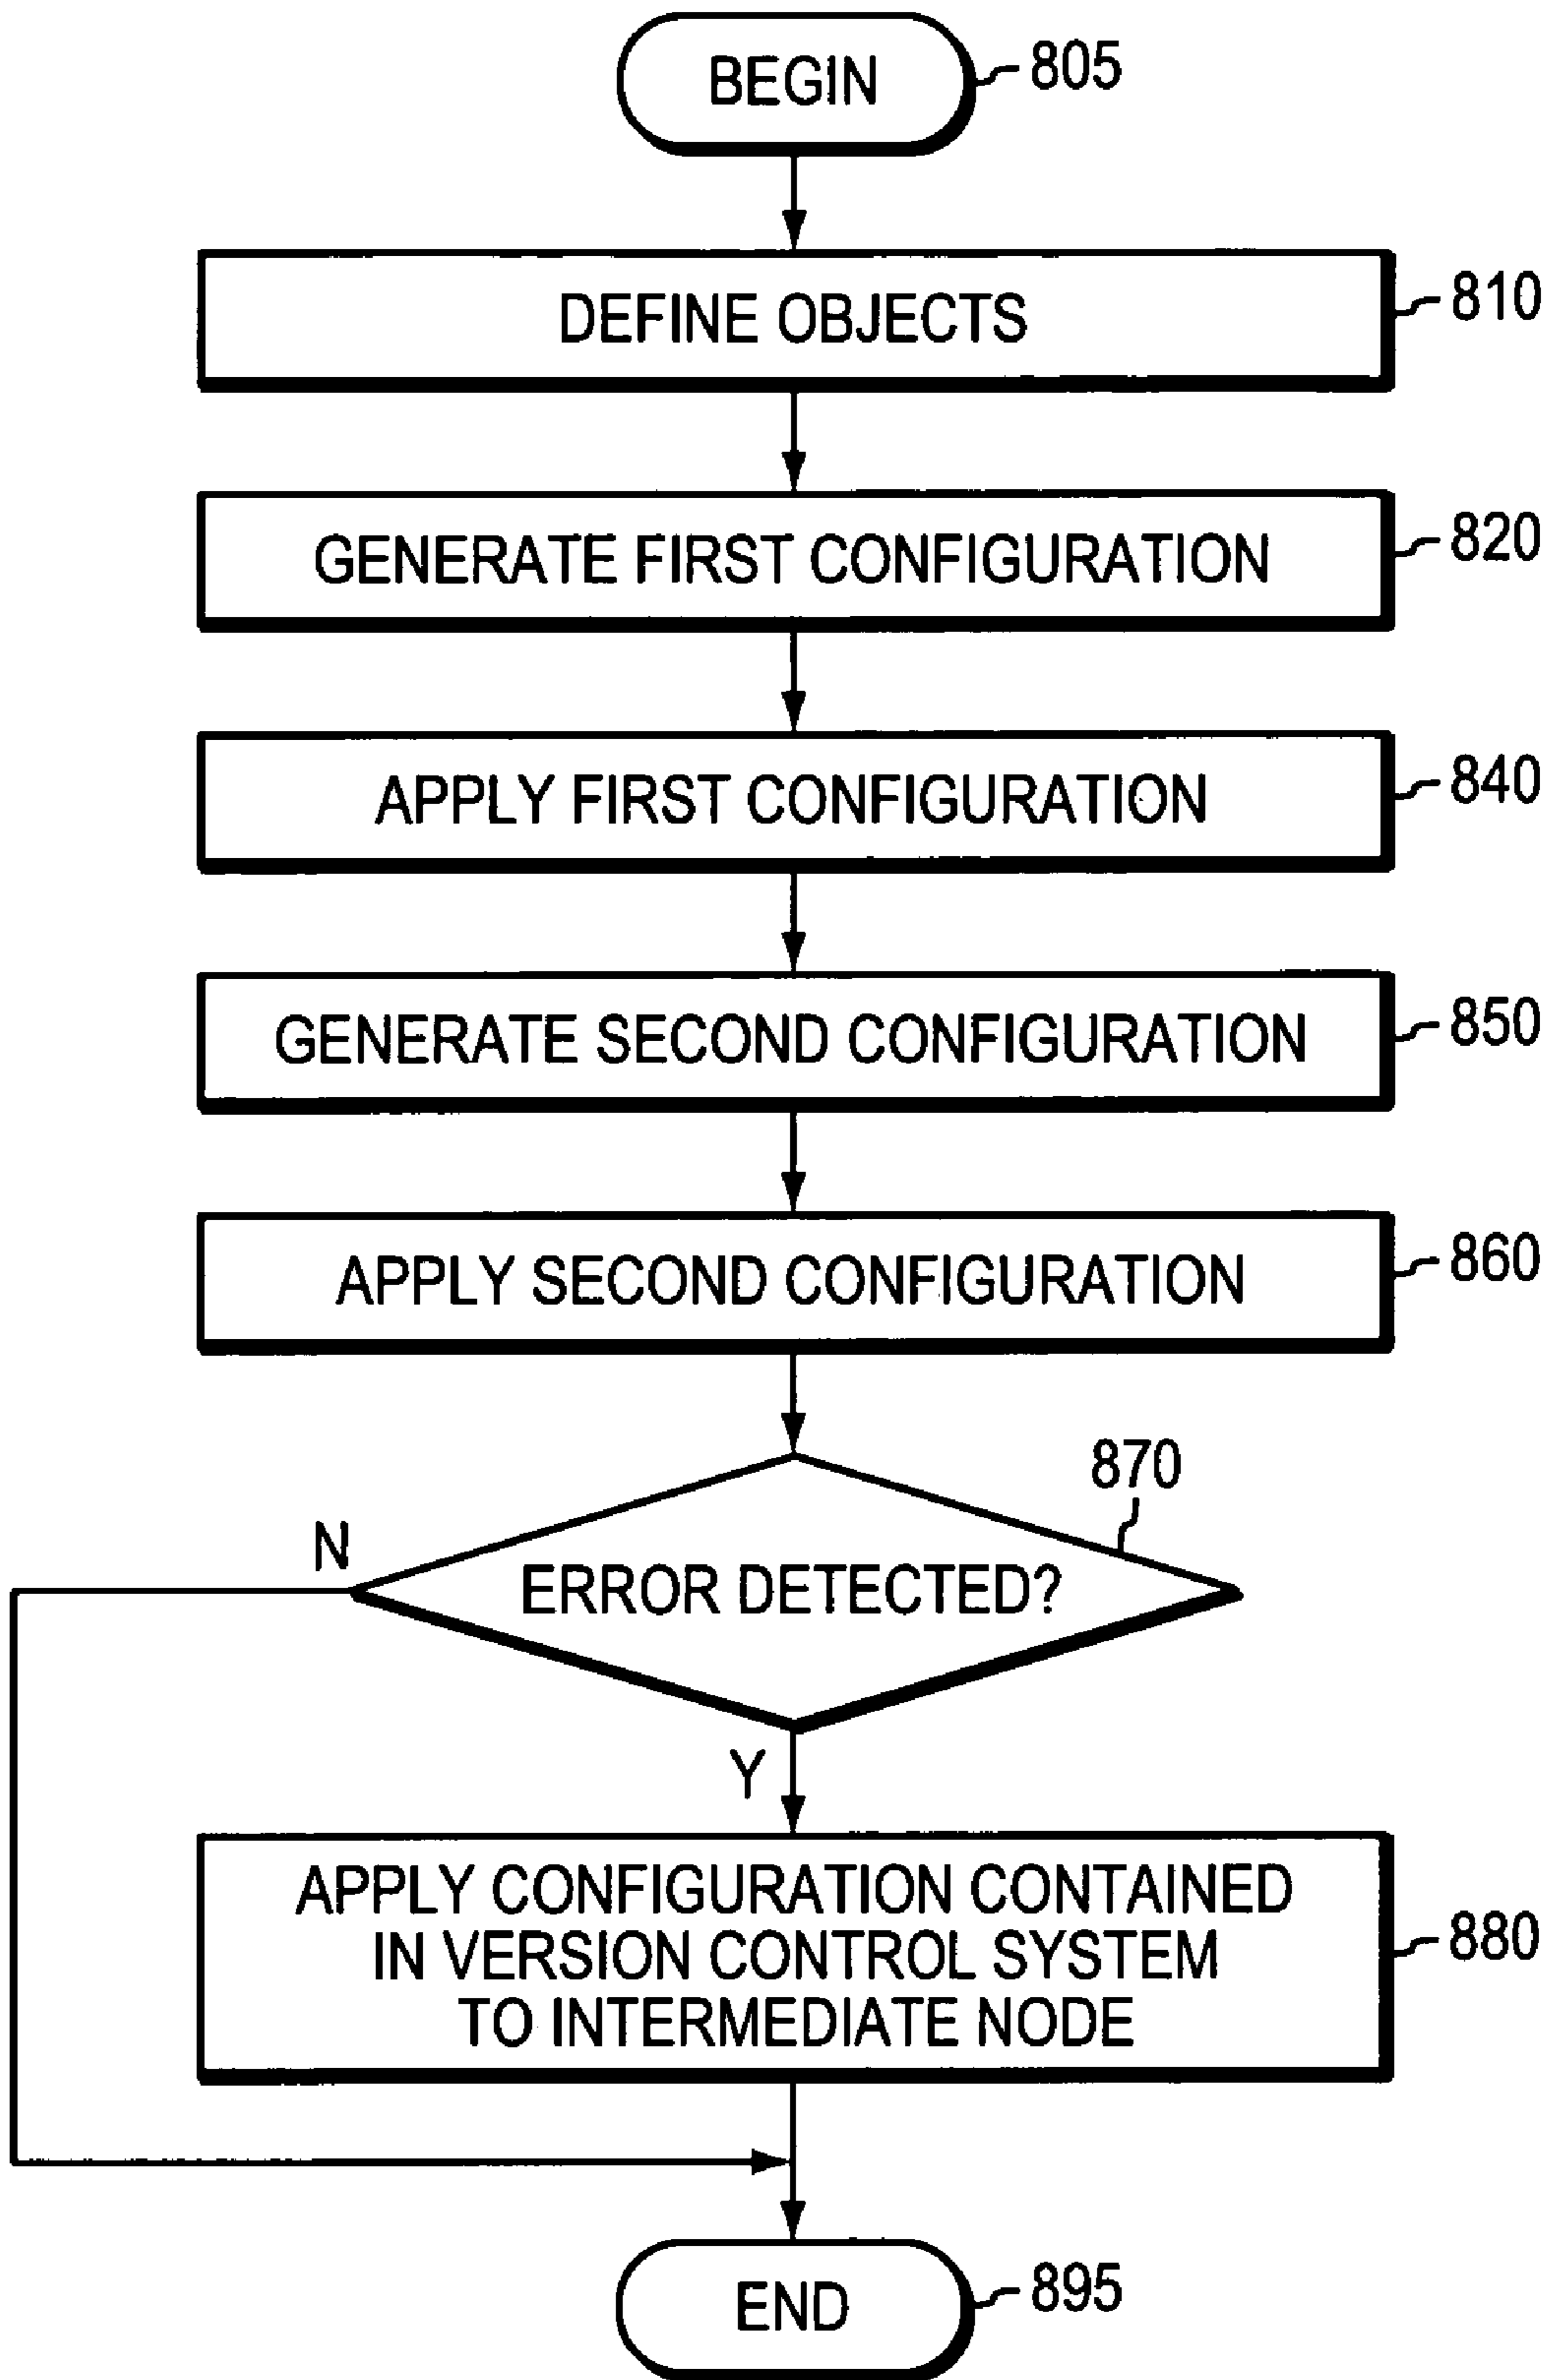 BEGIN
805
DEFINE OBJECTS
810
GENERATE FIRST CONFIGURATION
820
APPLY FIRST CONFIGURATION
840
GENERATE SECOND CONFIGURATION
850
APPLY SECOND CONFIGURATION
860
870
N
ERROR DETECTED?
Y
APPLY CONFIGURATION CONTAINED
IN VERSION CONTROL SYSTEM
TO INTERMEDIATE NODE
880
END
895